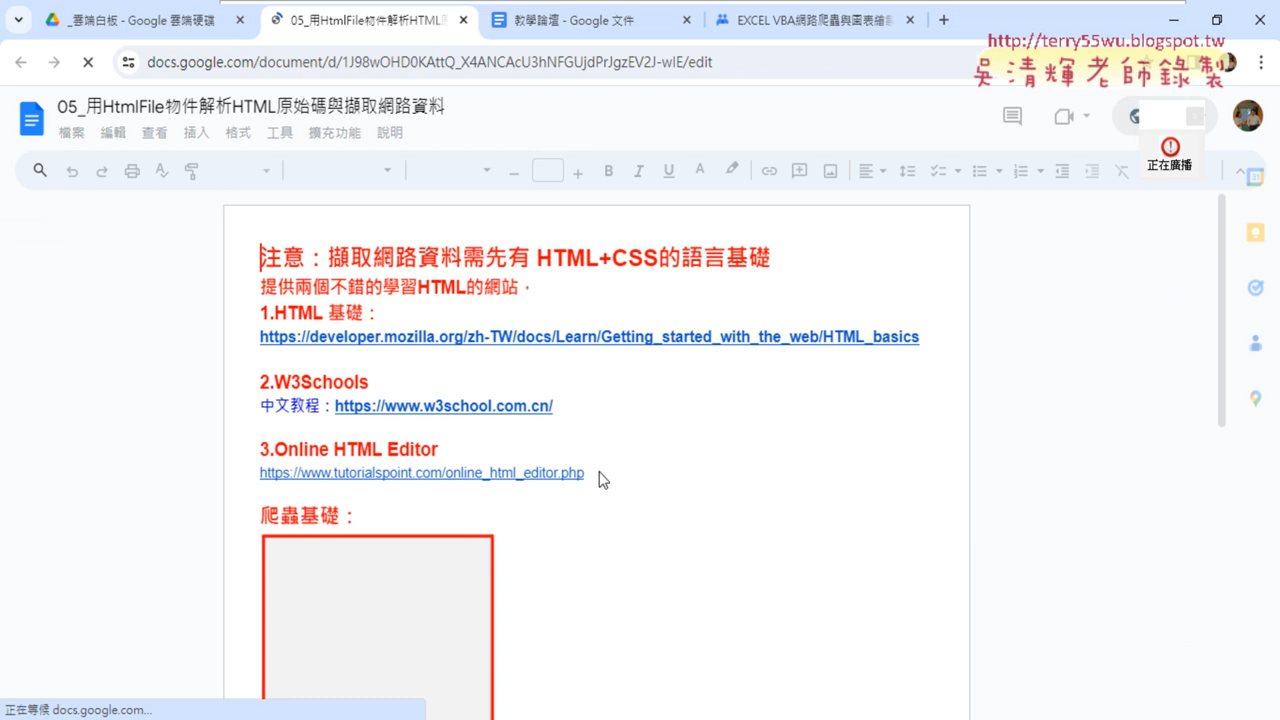 _雲端白板 - Google 雲端硬碟
05_用HtmlFile物件解析HTML原
教學論壇 - Google 文件
EXCEL VBA網路爬蟲與圖表繪
http://terry55wu.blogspot.tw
docs.google.com/document/d/1J98wOHD0KAttQ_X4ANCAcU3hNFGUjdPrJgzEV2J-wIE/edit
吳清輝老師錄製
05_用HtmlFile物件解析HTML原始碼與擷取網路資料
檔案 編輯 查看 插入 格式 工具 擴充功能 說明
正在廣播
注意：擷取網路資料需先有 HTML+CSS的語言基礎
提供兩個不錯的學習HTML的網站，
1.HTML 基礎：
https://developer.mozilla.org/zh-TW/docs/Learn/Getting_started_with_the_web/HTML_basics
2.W3Schools
中文教程：https://www.w3school.com.cn/
3.Online HTML Editor
https://www.tutorialspoint.com/online_html_editor.php
爬蟲基礎：
正在等候 docs.google.com...